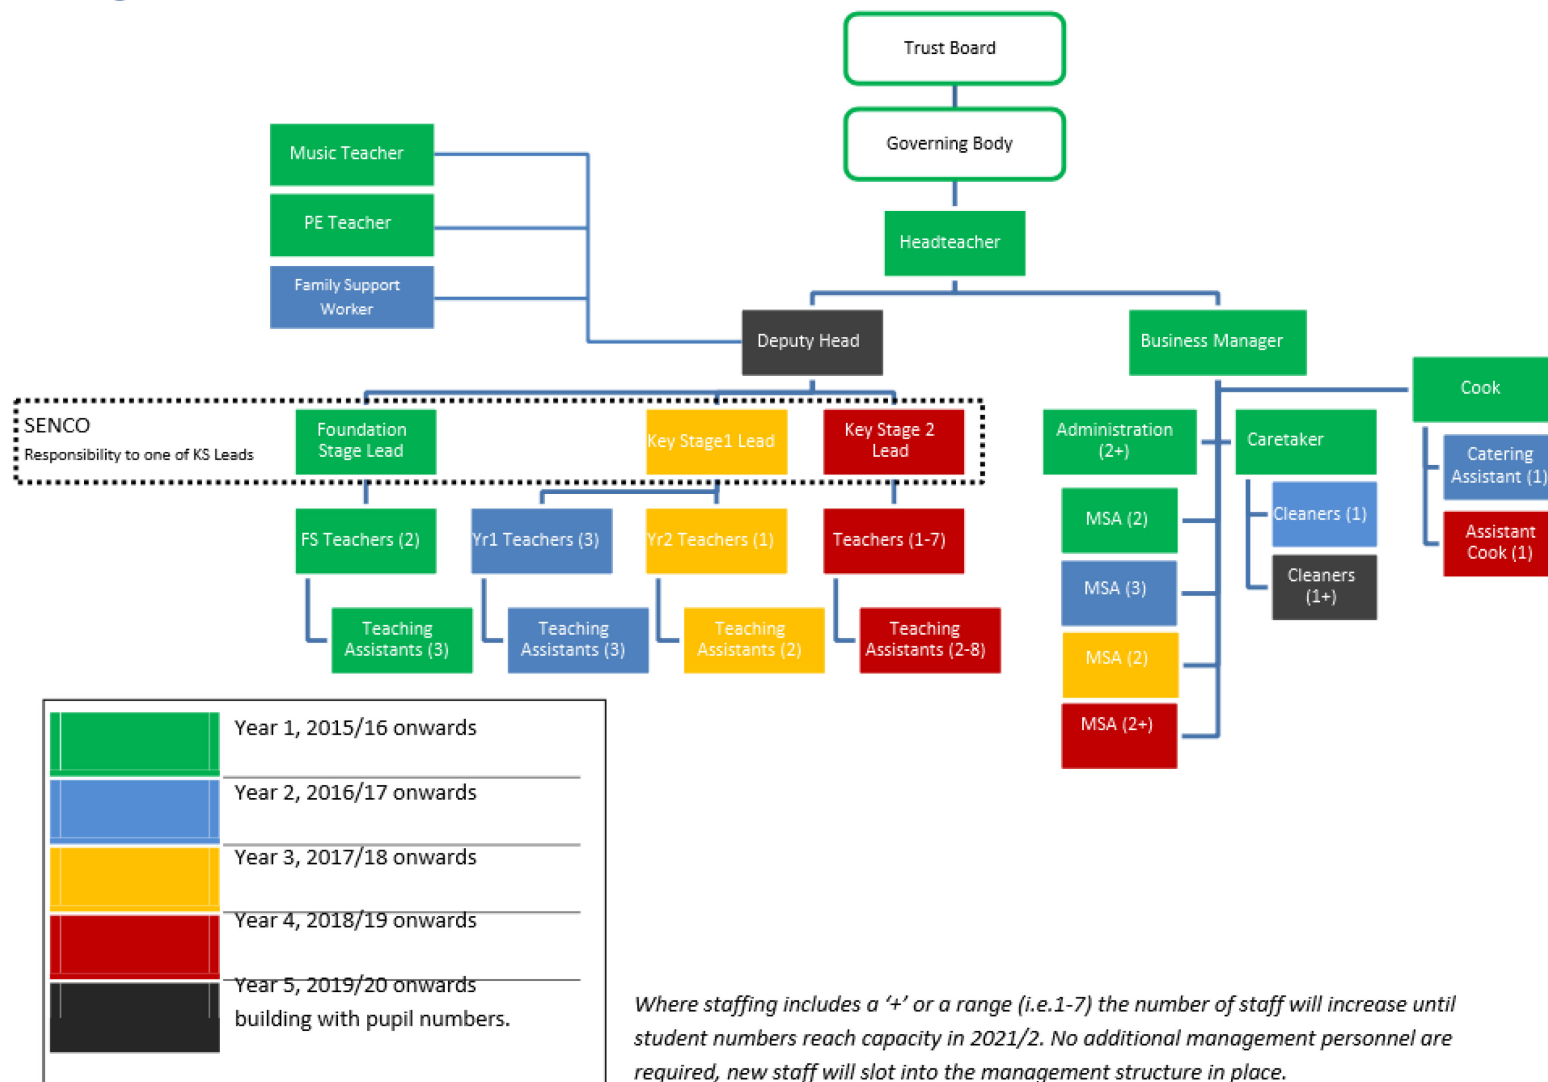 Trust Board
Governing Body
Headteacher
Music Teacher
PE Teacher
Family Support
Worker
Deputy Head
Business Manager
Cook
SENCO
Responsibility to one of KS Leads
Foundation
Stage Lead
Key Stage1 Lead
Key Stage 2
Lead
Administration
(2+)
Caretaker
Catering
Assistant (1)
Assistant
Cook (1)
FS Teachers (2)
Yr1 Teachers (3)
Yr2 Teachers (1)
Teachers (1-7)
MSA (2)
Cleaners (1)
MSA (3)
Cleaners
(1+)
Teaching
Assistants (3)
Teaching
Assistants (3)
Teaching
Assistants (2)
Teaching
Assistants (2-8)
MSA (2)
MSA (2+)
Year 1, 2015/16 onwards
Year 2, 2016/17 onwards
Year 3, 2017/18 onwards
Year 4, 2018/19 onwards
Year 5, 2019/20 onwards
building with pupil numbers.
Where staffing includes a ‘+’ or a range (i.e.1-7) the number of staff will increase until
student numbers reach capacity in 2021/2. No additional management personnel are
required, new staff will slot into the management structure in place.